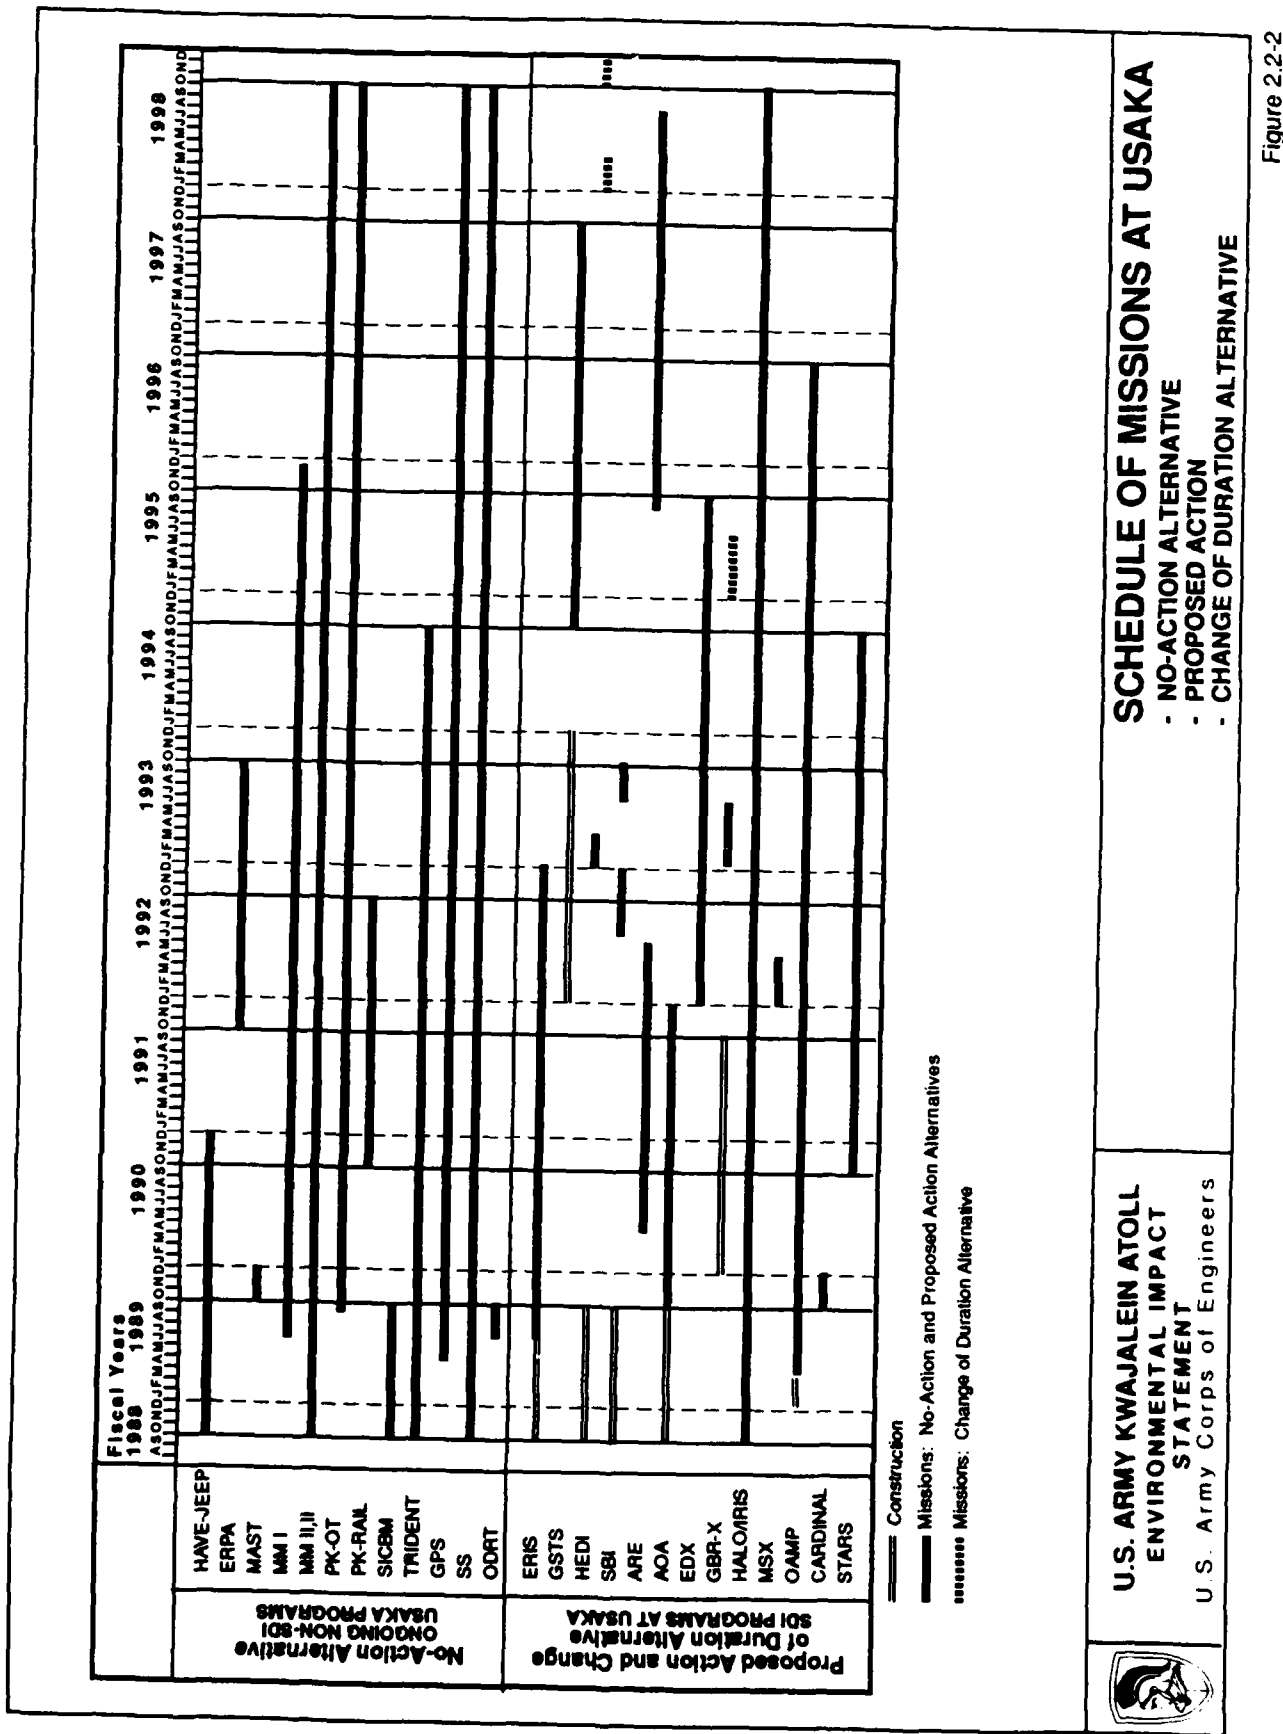 Fiscal Years
1988 1989 1990 1991 1992 1993 1994 1995 1996 1997 1998
ASONDJFMAMJJASONDJFMAMJJASONDJFMAMJJASONDJFMAMJJASONDJFMAMJJASONDJFMAMJJASONDJFMAMJJASONDJFMAMJJASONDJFMAMJJASONDJFMAMJJASOND
No-Action Alternative
ONGOING NON-SDI
USAKA PROGRAMS
HAVE-JEEP
ERPA
MAST
MM I
MM II,II
PK-OT
PK-RAIL
SICBM
TRIDENT
GPS
SS
ODRT
Proposed Action and Change
of Duration Alternative
SDI PROGRAMS AT USAKA
ERIS
GSTS
HEDI
SBI
ARE
AOA
EDX
GBR-X
HALO/IRIS
MSX
OAMP
CARDINAL
STARS
Construction
Missions: No-Action and Proposed Action Alternatives
Missions: Change of Duration Alternative
U.S. ARMY KWAJALEIN ATOLL
ENVIRONMENTAL IMPACT
STATEMENT
U.S. Army Corps of Engineers
SCHEDULE OF MISSIONS AT USAKA
- NO-ACTION ALTERNATIVE
- PROPOSED ACTION
- CHANGE OF DURATION ALTERNATIVE
Figure 2.2-2